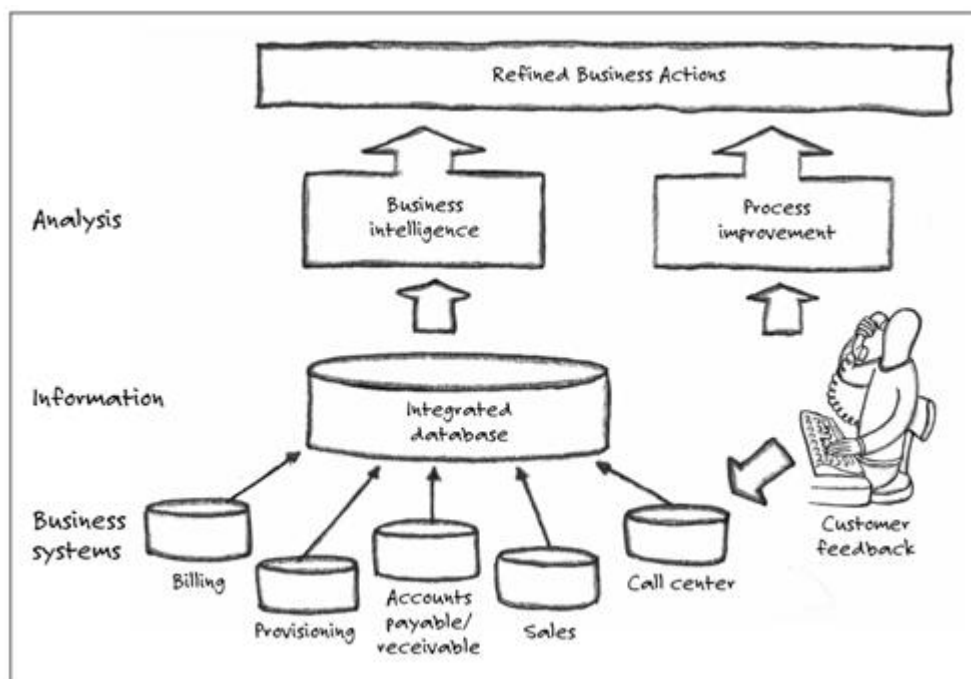 Refined Business Actions
Analysis
Business
intelligence
Process
improvement
Information
Integrated
database
Business
systems
Billing
Provisioning
Accounts
payable/
receivable
Sales
Call center
Customer
feedback